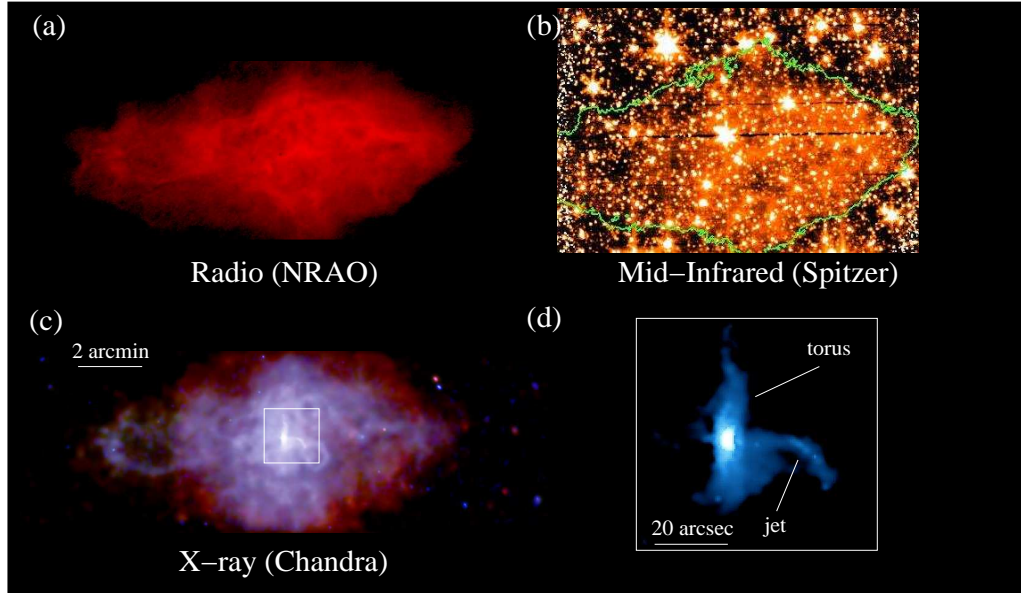 (a)
Radio (NRAO)
(b)
Mid−Infrared (Spitzer)
(c)
2 arcmin
X−ray (Chandra)
(d)
torus
jet
20 arcsec